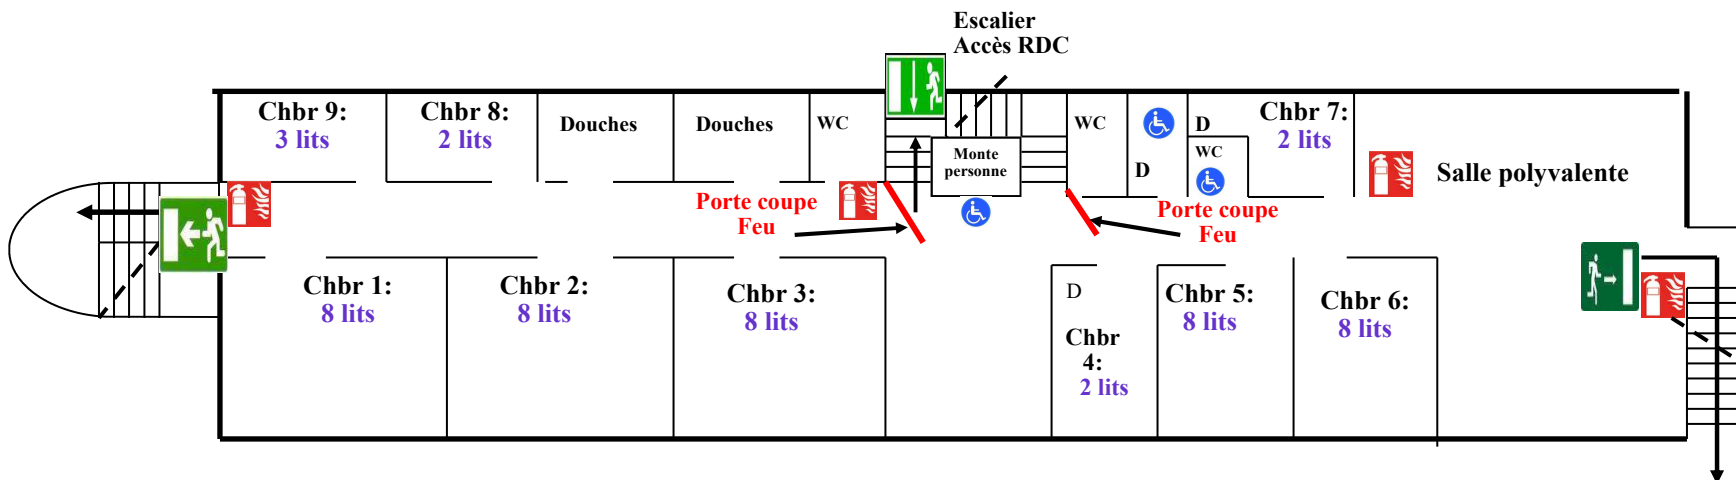 Escalier
Accès RDC
Chbr 9:
3 lits
Chbr 8:
2 lits
Douches
Douches
WC
WC
D
D
WC
Chbr 7:
2 lits
Monte
personne
Salle polyvalente
Porte coupe
Feu
Porte coupe
Feu
Chbr 1:
8 lits
Chbr 2:
8 lits
Chbr 3:
8 lits
D
Chbr
4:
2 lits
Chbr 5:
8 lits
Chbr 6:
8 lits